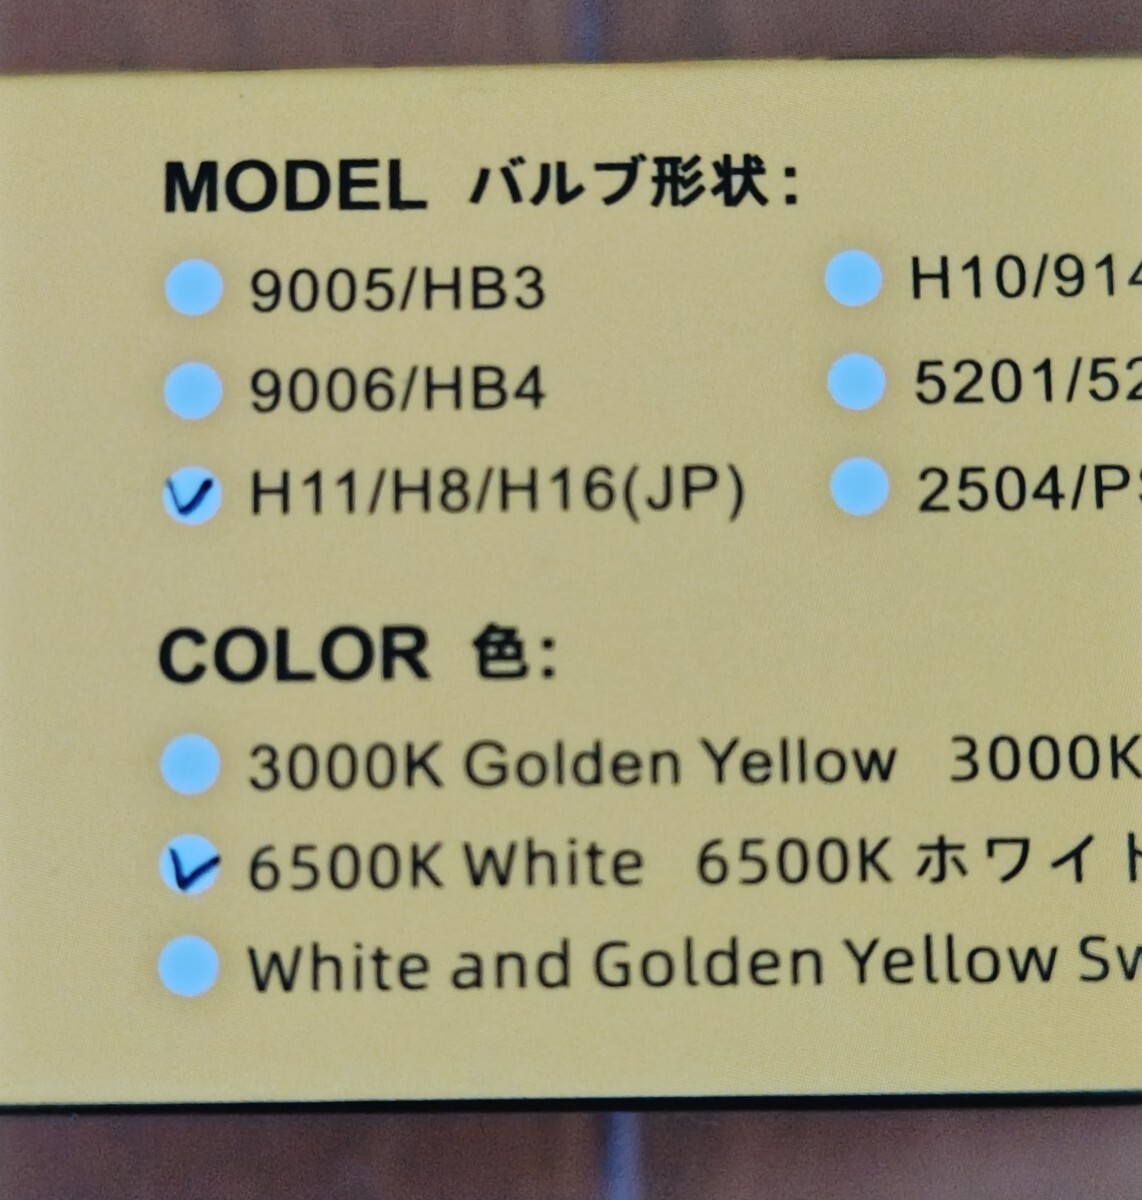 MODEL バルブ形状:
9005/HB3 H10/914
9006/HB4 5201/52
H11/H8/H16(JP) 2504/PS
COLOR 色:
3000K Golden Yellow 3000K
6500K White 6500K ホワイト
White and Golden Yellow Sw